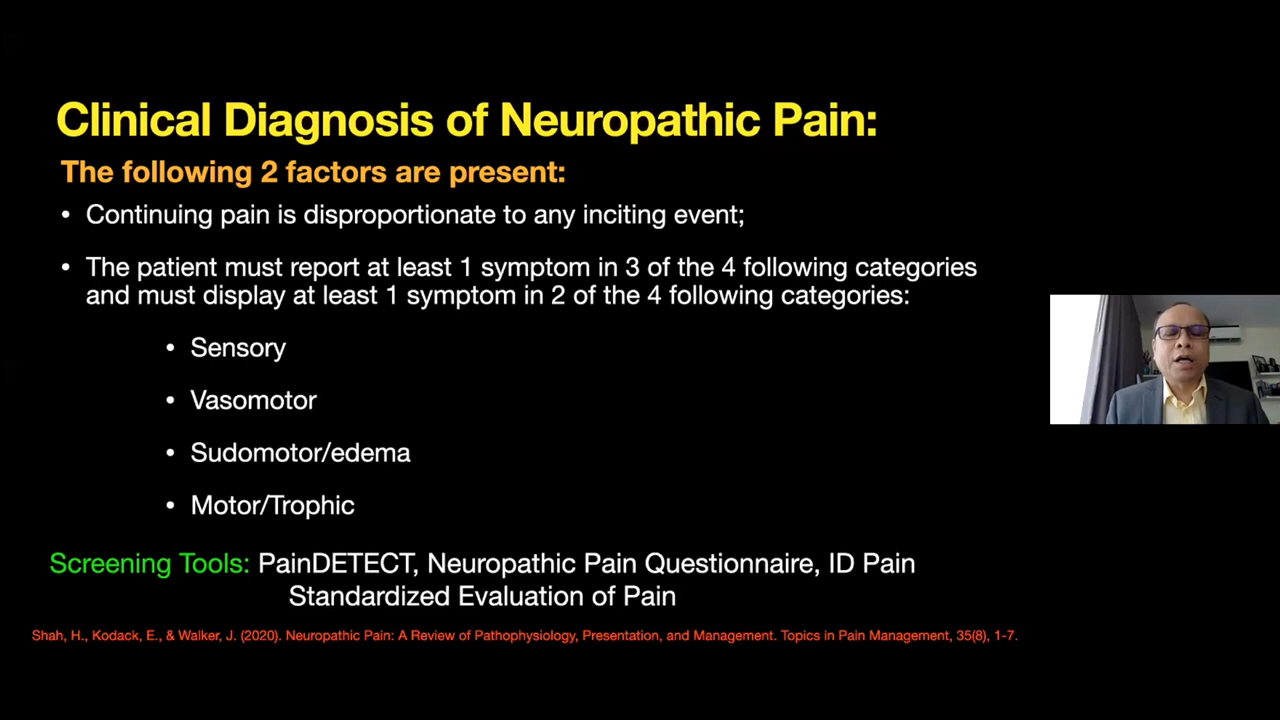 Clinical Diagnosis of Neuropathic Pain:
The following 2 factors are present:
• Continuing pain is disproportionate to any inciting event;
• The patient must report at least 1 symptom in 3 of the 4 following categories
and must display at least 1 symptom in 2 of the 4 following categories:
• Sensory
• Vasomotor
• Sudomotor/edema
• Motor/Trophic
Screening Tools: PainDETECT, Neuropathic Pain Questionnaire, ID Pain
Standardized Evaluation of Pain
Shah, H., Kodack, E., & Walker, J. (2020). Neuropathic Pain: A Review of Pathophysiology, Presentation, and Management. Topics in Pain Management, 35(8), 1-7.